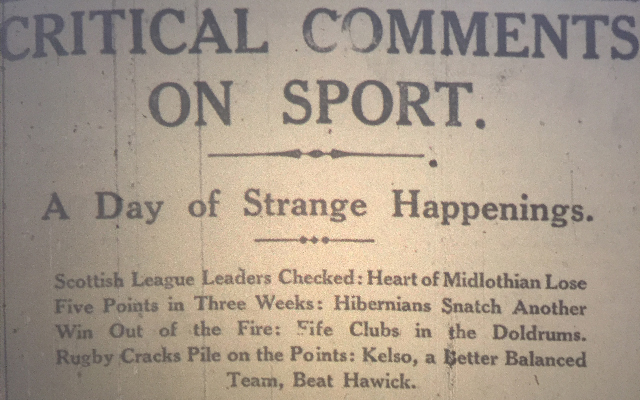 CRITICAL COMMENTS
ON SPORT.
A Day of Strange Happenings.
Scottish League Leaders Checked: Heart of Midlothian Lose
Five Points in Three Weeks: Hibernians Snatch Another
Win Out of the Fire: Fife Clubs in the Doldrums.
Rugby Cracks Pile on the Points: Kelso, a Better Balanced
Team, Beat Hawick.